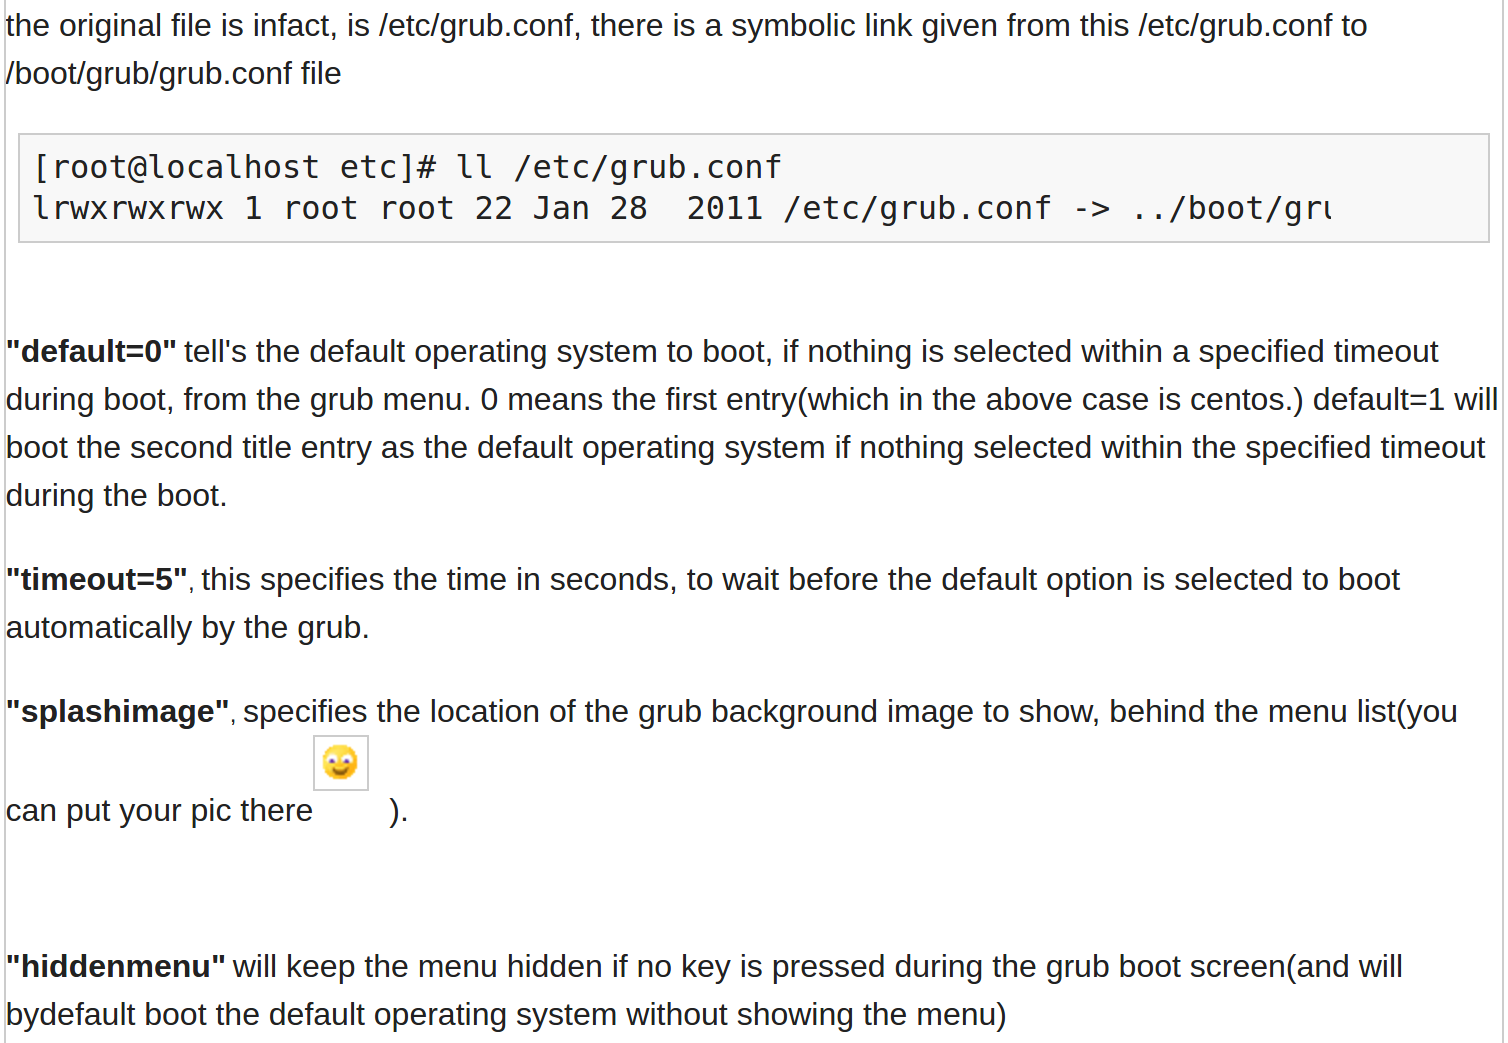 the original file is infact, is /etc/grub.conf, there is a symbolic link given from this /etc/grub.conf to
/boot/grub/grub.conf file
[root@localhost etc]# ll /etc/grub.conf
lrwxrwxrwx 1 root root 22 Jan 28  2011 /etc/grub.conf -> ../boot/gru
"default=0" tell's the default operating system to boot, if nothing is selected within a specified timeout
during boot, from the grub menu. 0 means the first entry(which in the above case is centos.) default=1 will
boot the second title entry as the default operating system if nothing selected within the specified timeout
during the boot.
"timeout=5", this specifies the time in seconds, to wait before the default option is selected to boot
automatically by the grub.
"splashimage", specifies the location of the grub background image to show, behind the menu list(you
can put your pic there ).
"hiddenmenu" will keep the menu hidden if no key is pressed during the grub boot screen(and will
bydefault boot the default operating system without showing the menu)